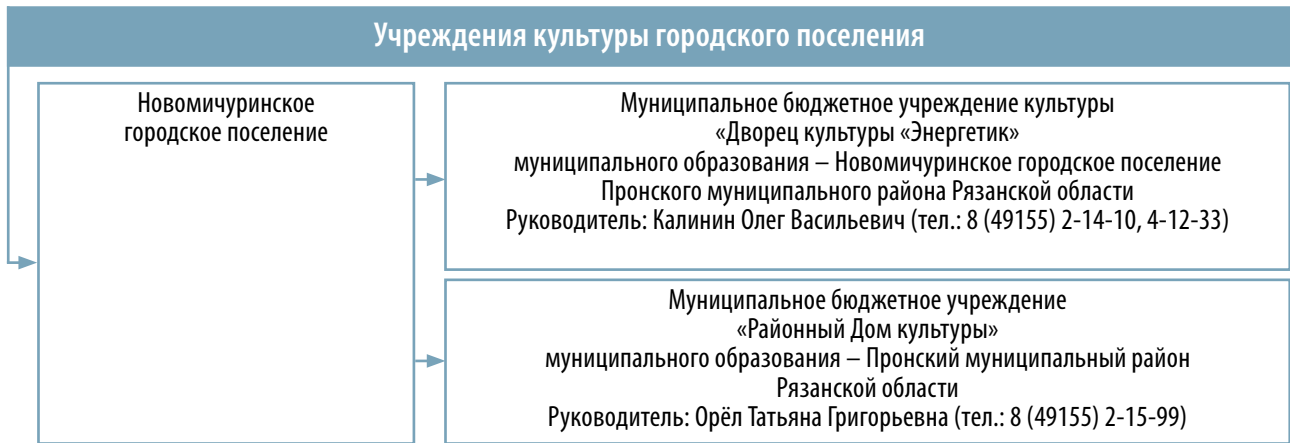 Учреждения культуры городского поселения
Новомичуринское
городское поселение
Муниципальное бюджетное учреждение культуры
«Дворец культуры «Энергетик»
муниципального образования – Новомичуринское городское поселение
Пронского муниципального района Рязанской области
Руководитель: Калинин Олег Васильевич (тел.: 8 (49155) 2-14-10, 4-12-33)
Муниципальное бюджетное учреждение
«Районный Дом культуры»
муниципального образования – Пронский муниципальный район
Рязанской области
Руководитель: Орёл Татьяна Григорьевна (тел.: 8 (49155) 2-15-99)